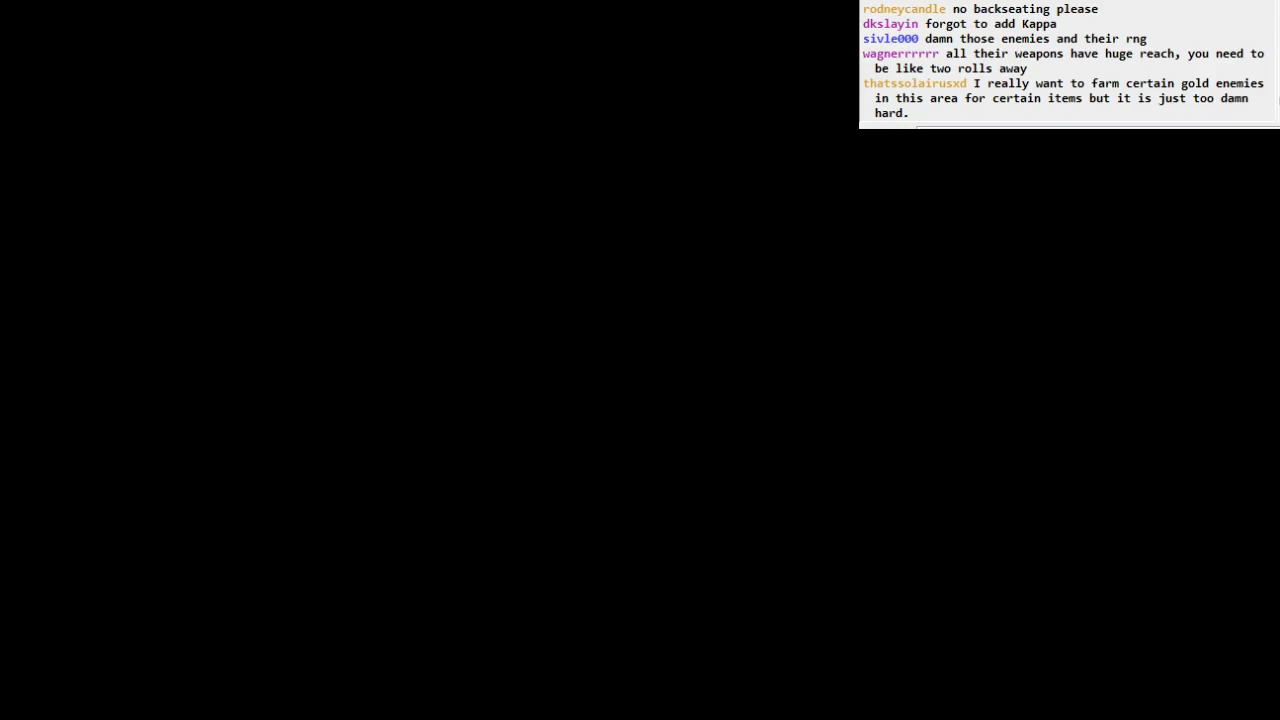 rodneycandle no backseating please
dkslayin forgot to add Kappa
sivle000 damn those enemies and their rng
wagnerrrrrr all their weapons have huge reach, you need to
be like two rolls away
thatssolairusxd I really want to farm certain gold enemies
in this area for certain items but it is just too damn
hard.